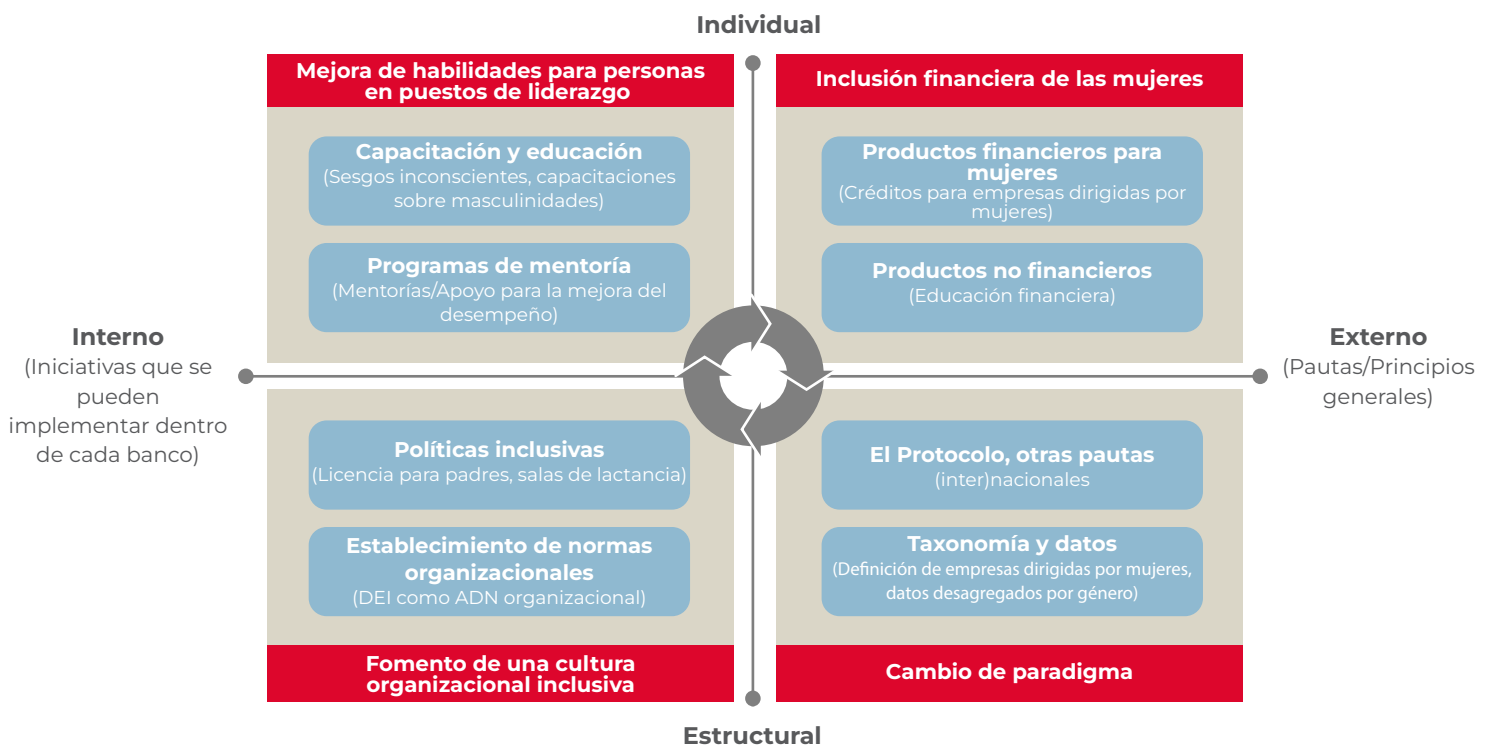 Individual
Mejora de habilidades para personas
en puestos de liderazgo
Capacitación y educación
(Sesgos inconscientes, capacitaciones
sobre masculinidades)
Programas de mentoría
(Mentorías/Apoyo para la mejora del
desempeño)
Inclusión financiera de las mujeres
Productos financieros para
mujeres
(Créditos para empresas dirigidas por
mujeres)
Productos no financieros
(Educación financiera)
Interno
(Iniciativas que se
pueden
implementar dentro
de cada banco)
Externo
(Pautas/Principios
generales)
Políticas inclusivas
(Licencia para padres, salas de lactancia)
Establecimiento de normas
organizacionales
(DEI como ADN organizacional)
Fomento de una cultura
organizacional inclusiva
El Protocolo, otras pautas
(inter)nacionales
Taxonomía y datos
(Definición de empresas dirigidas por mujeres,
datos desagregados por género)
Cambio de paradigma
Estructural